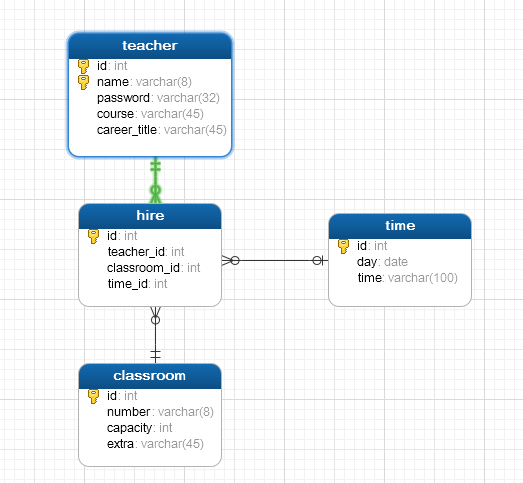 teacher
id: int
name: varchar(8)
password: varchar(32)
course: varchar(45)
career_title: varchar(45)
hire
id: int
teacher_id: int
classroom_id: int
time_id: int
time
id: int
day: date
time: varchar(100)
classroom
id: int
number: varchar(8)
capacity: int
extra: varchar(45)